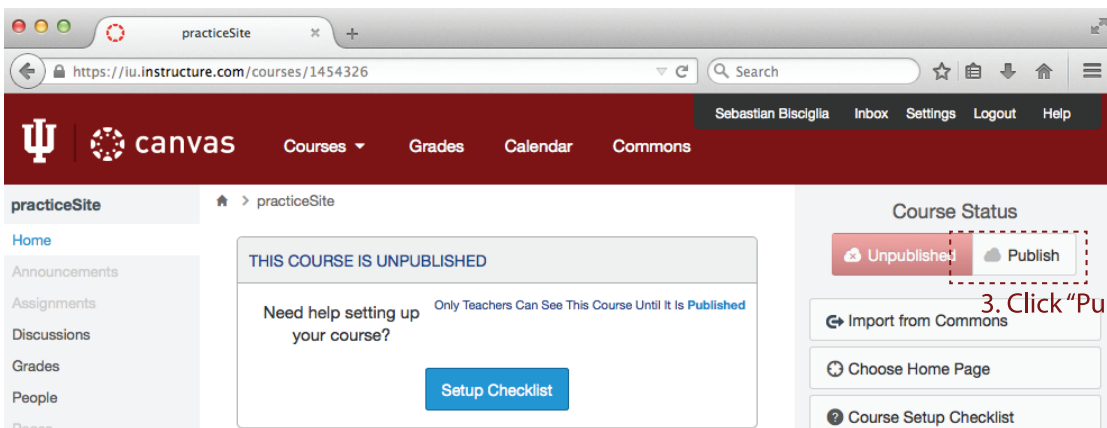 practiceSite
https://iu.instructure.com/courses/1454326
Search
Sebastian Bisciglia Inbox Settings Logout Help
canvas Courses Grades Calendar Commons
practiceSite
Home
Announcements
Assignments
Discussions
Grades
People
Pages
> practiceSite
THIS COURSE IS UNPUBLISHED
Need help setting up
your course?
Only Teachers Can See This Course Until It Is Published
Setup Checklist
Course Status
Unpublished Publish
3. Click “Pu
Import from Commons
Choose Home Page
Course Setup Checklist